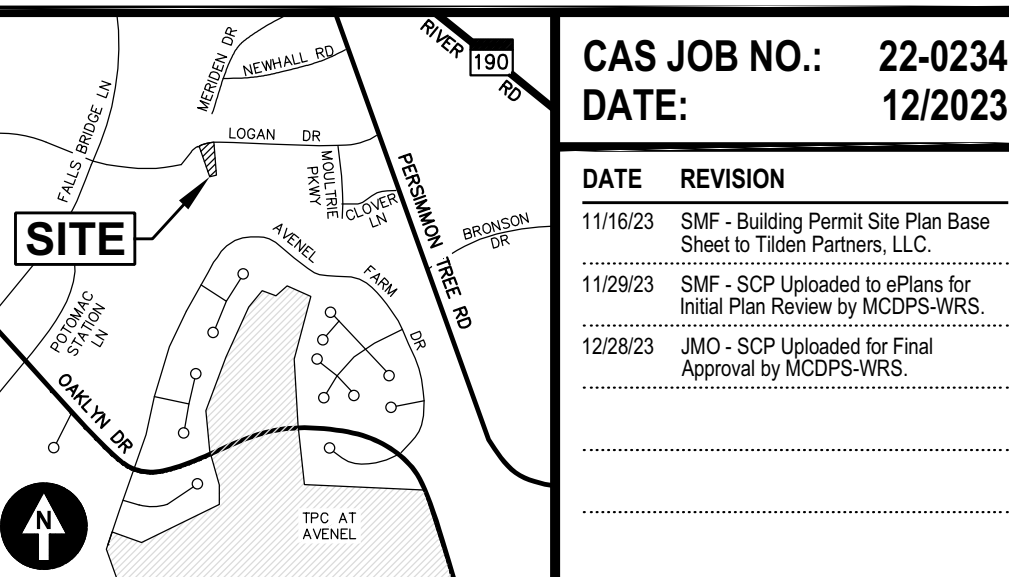 RIVER
190
RD
MERIDEN DR
NEWHALL RD
FALLS BRIDGE LN
LOGAN DR
MOULTRIE
PKWY
CLOVER
LN
PERSIMMON TREE RD
BRONSON
DR
SITE
AVENEL
FARM
DR
POTOMAC
STATION
LN
OAKLYN DR
N
TPC AT
AVENEL
CAS JOB NO.: 22-0234
DATE: 12/2023
DATE REVISION
11/16/23 SMF - Building Permit Site Plan Base
Sheet to Tilden Partners, LLC.
11/29/23 SMF - SCP Uploaded to ePlans for
Initial Plan Review by MCDPS-WRS.
12/28/23 JMO - SCP Uploaded for Final
Approval by MCDPS-WRS.